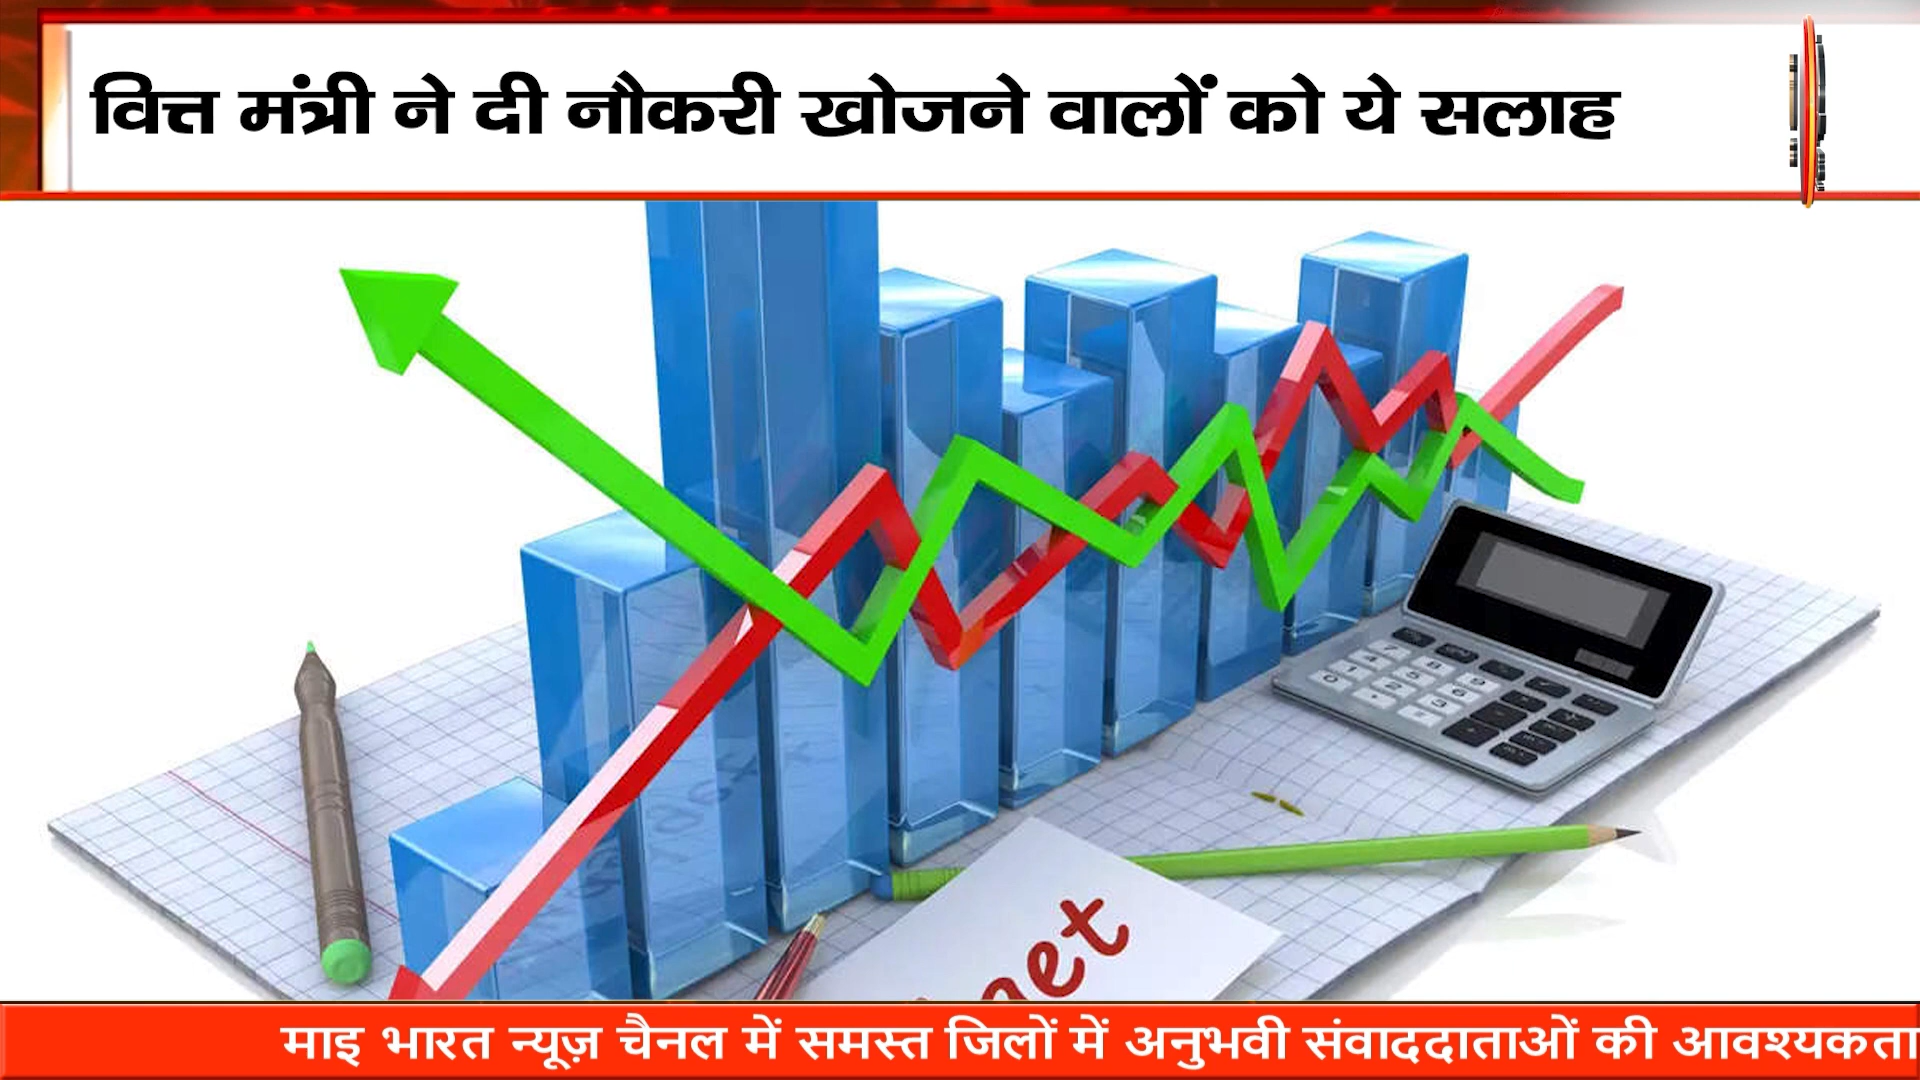 वित्त मंत्री ने दी नौकरी खोजने वालों को ये सलाह
माइ भारत न्यूज़ चैनल में समस्त जिलों में अनुभवी संवाददाताओं की आवश्यकता